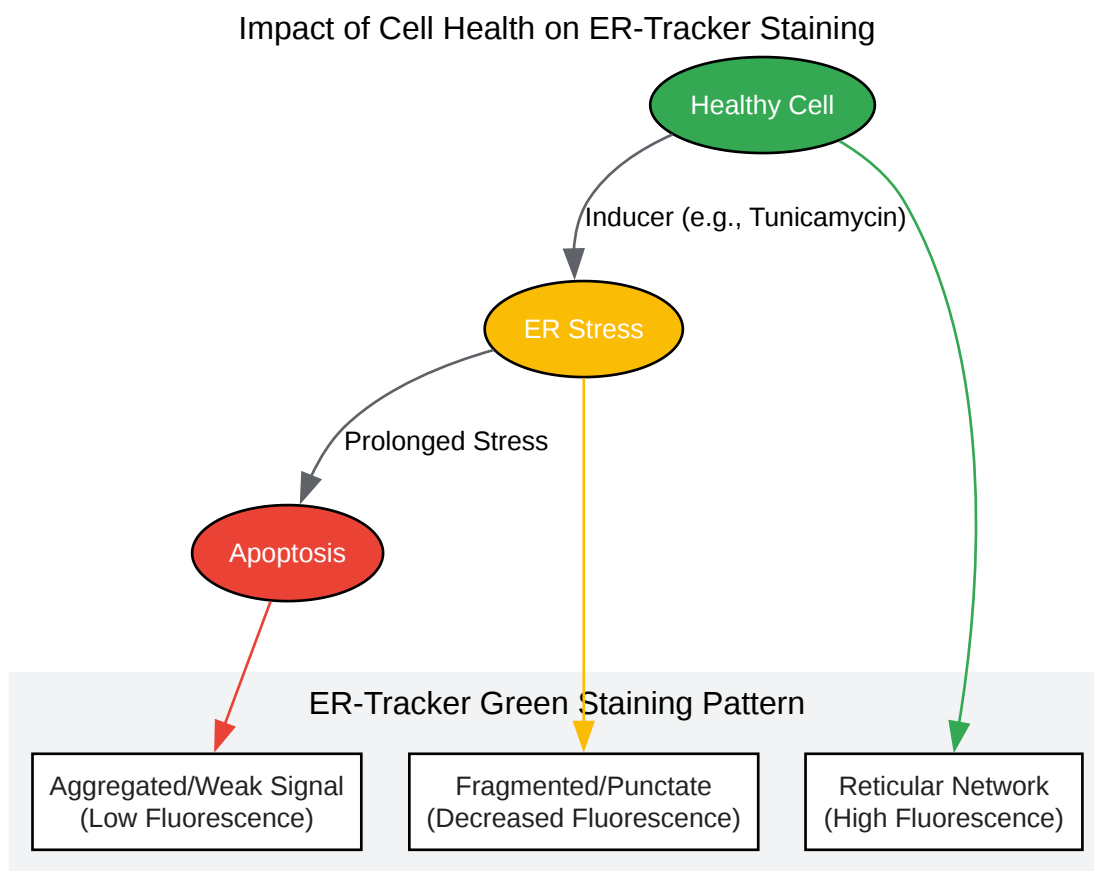 Impact of Cell Health on ER-Tracker Staining
Healthy Cell
Inducer (e.g., Tunicamycin)
ER Stress
Prolonged Stress
Apoptosis
ER-Tracker Green Staining Pattern
Aggregated/Weak Signal
(Low Fluorescence)
Fragmented/Punctate
(Decreased Fluorescence)
Reticular Network
(High Fluorescence)